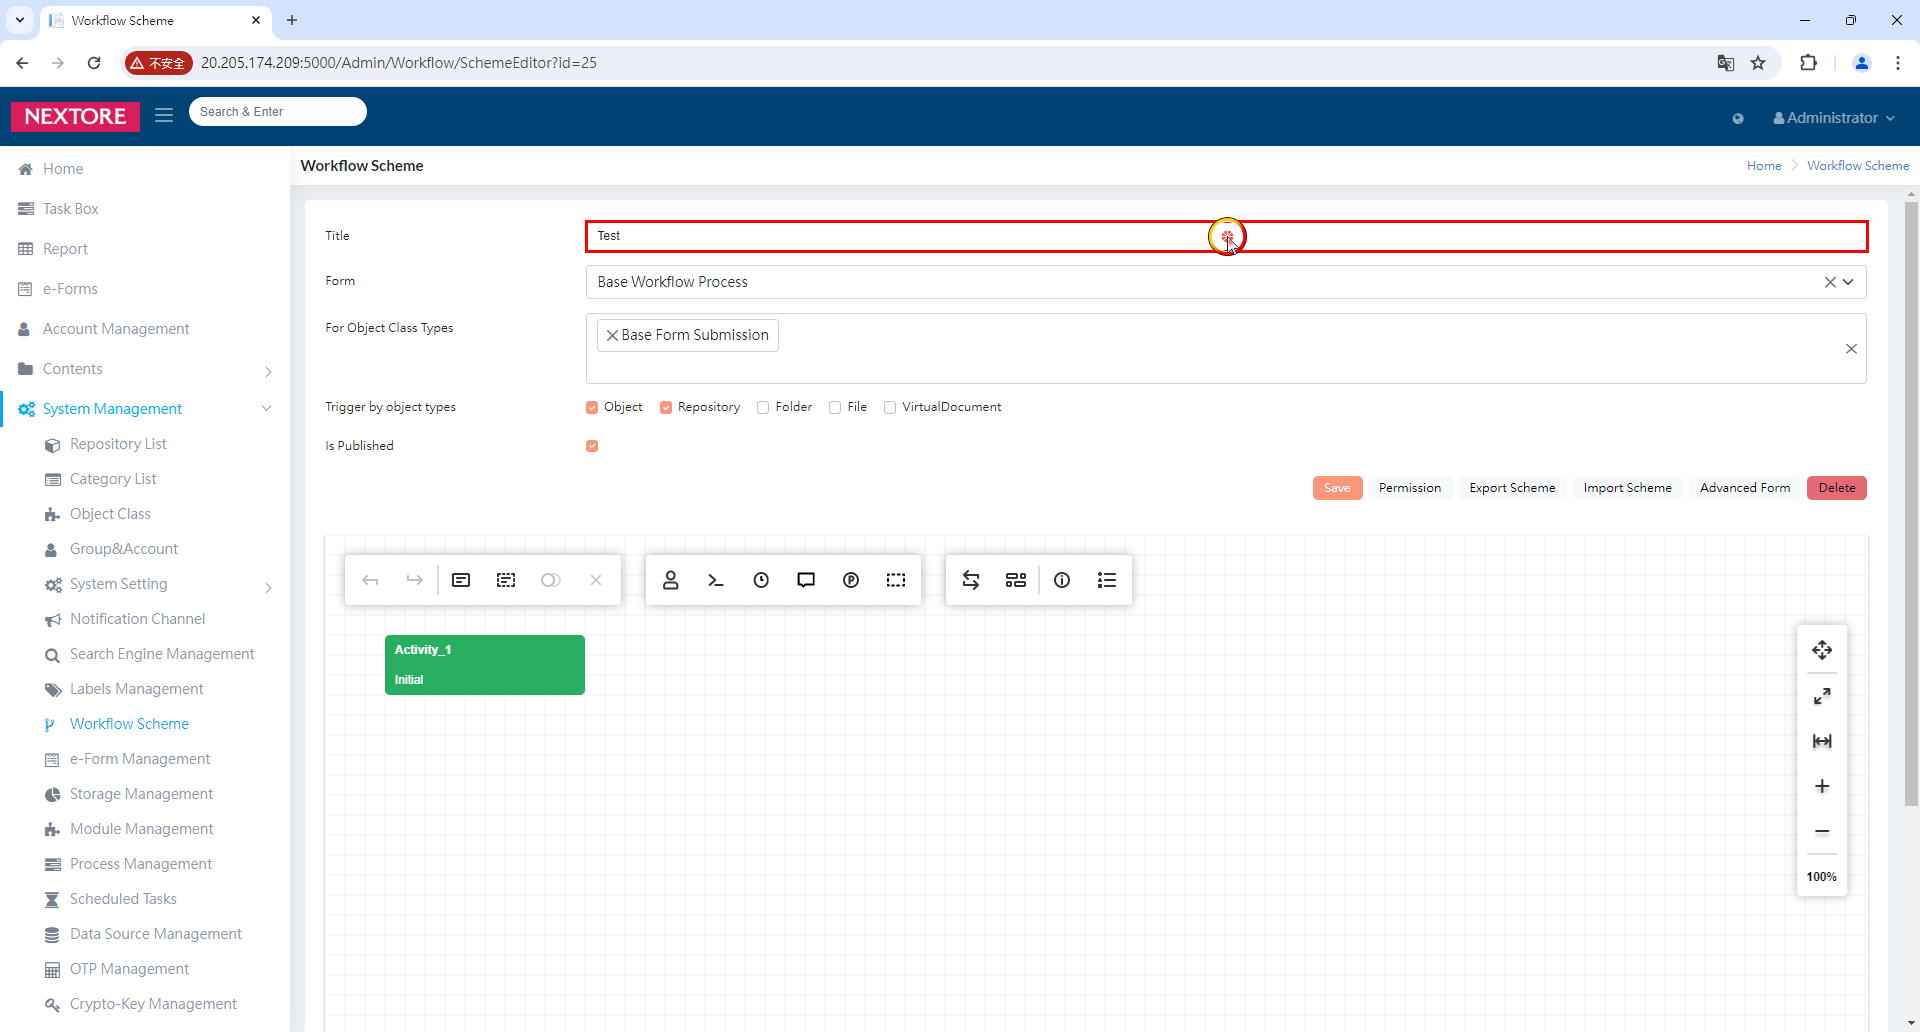 Workflow Scheme
不安全
20.205.174.209:5000/Admin/Workflow/SchemeEditor?id=25
NEXTORE
Search & Enter
Administrator
Home
Task Box
Report
e-Forms
Account Management
Contents
System Management
Repository List
Category List
Object Class
Group&Account
System Setting
Notification Channel
Search Engine Management
Labels Management
Workflow Scheme
e-Form Management
Storage Management
Module Management
Process Management
Scheduled Tasks
Data Source Management
OTP Management
Crypto-Key Management
Workflow Scheme
Home Workflow Scheme
Title Test
Form Base Workflow Process
For Object Class Types Base Form Submission
Trigger by object types Object Repository Folder File VirtualDocument
Is Published
Save Permission Export Scheme Import Scheme Advanced Form Delete
Activity_1
Initial
100%